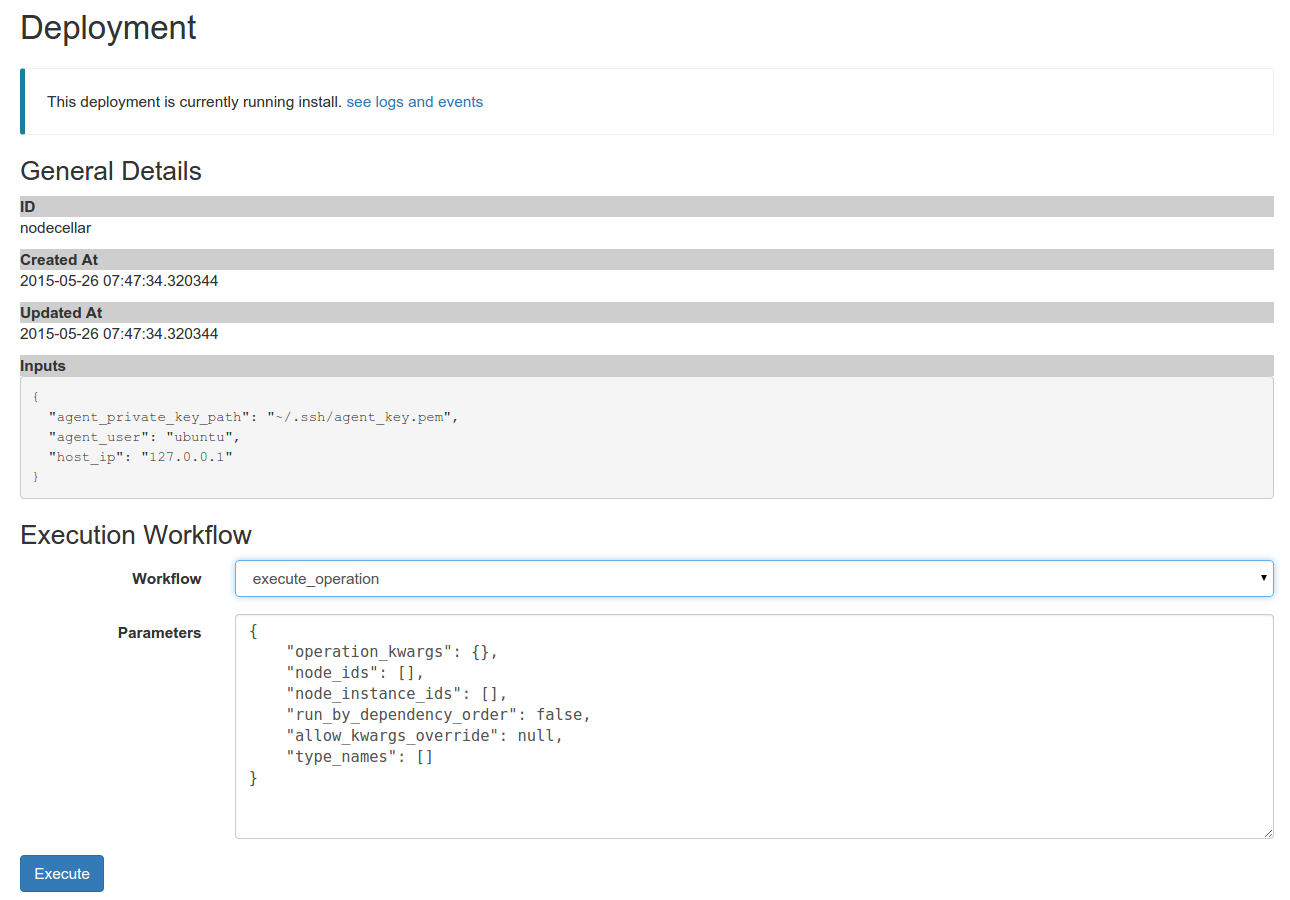 Deployment
This deployment is currently running install. see logs and events
General Details
ID
nodecellar
Created At
2015-05-26 07:47:34.320344
Updated At
2015-05-26 07:47:34.320344
Inputs
{
  "agent_private_key_path": "~/.ssh/agent_key.pem",
  "agent_user": "ubuntu",
  "host_ip": "127.0.0.1"
}
Execution Workflow
Workflow execute_operation
Parameters {
    "operation_kwargs": {},
    "node_ids": [],
    "node_instance_ids": [],
    "run_by_dependency_order": false,
    "allow_kwargs_override": null,
    "type_names": []
}
Execute